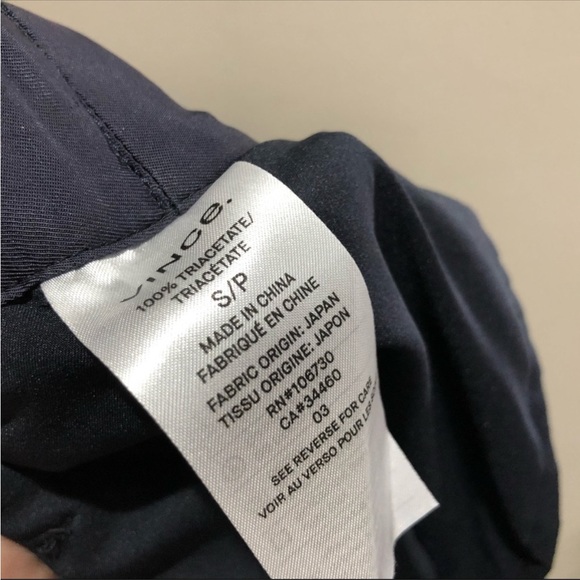 VINCE.
100% TRIACETATE/
TRIACÉTATE
S/P
MADE IN CHINA
FABRIQUÉ EN CHINE
FABRIC ORIGIN: JAPAN
TISSU ORIGINE: JAPON
RN#106730
CA#34460
03
SEE REVERSE FOR CARE
VOIR AU VERSO POUR LES